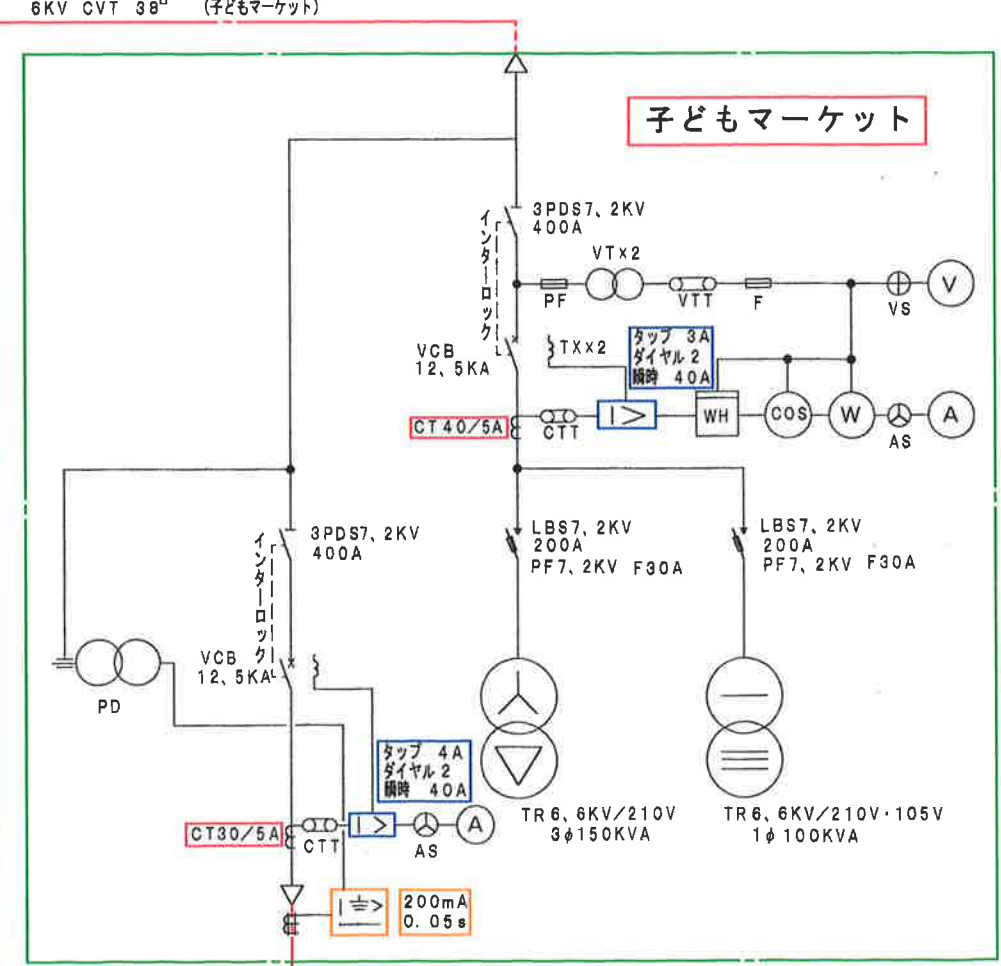 6KV CVT 38□ (子どもマーケット)
子どもマーケット
3PDS7, 2KV
400A
インターロック
VT×2
PF
VTT
F
VS
V
VCB
12, 5KA
TX×2
タップ 3A
ダイヤル 2
瞬時 40A
CT40/5A
CTT
I>
WH
COS
W
AS
A
3PDS7, 2KV
400A
インターロック
LBS7, 2KV
200A
PF7, 2KV F30A
LBS7, 2KV
200A
PF7, 2KV F30A
VCB
12, 5KA
PD
タップ 4A
ダイヤル 2
瞬時 40A
TR6, 6KV/210V
3φ150KVA
TR6, 6KV/210V・105V
1φ100KVA
CT30/5A
CTT
I>
AS
A
I⏚>
200mA
0. 05s